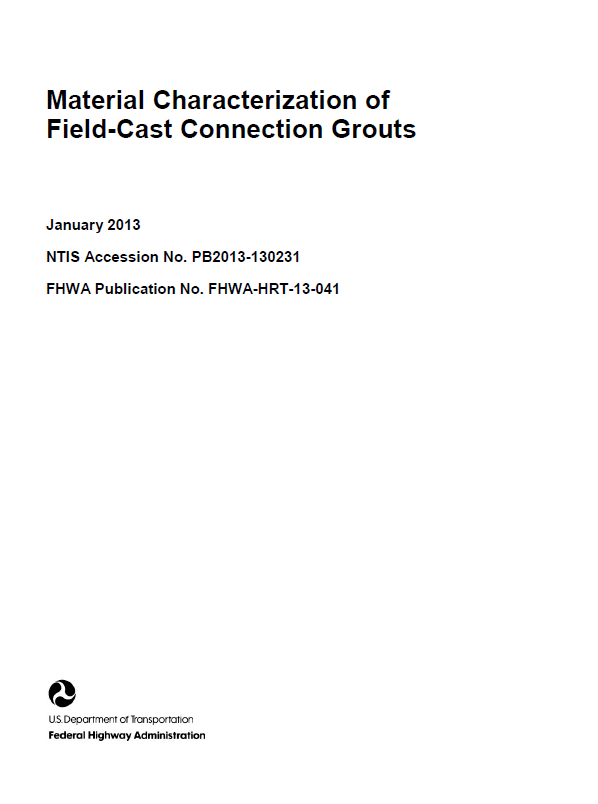 Material Characterization of
Field-Cast Connection Grouts
January 2013
NTIS Accession No. PB2013-130231
FHWA Publication No. FHWA-HRT-13-041
U.S. Department of Transportation
Federal Highway Administration